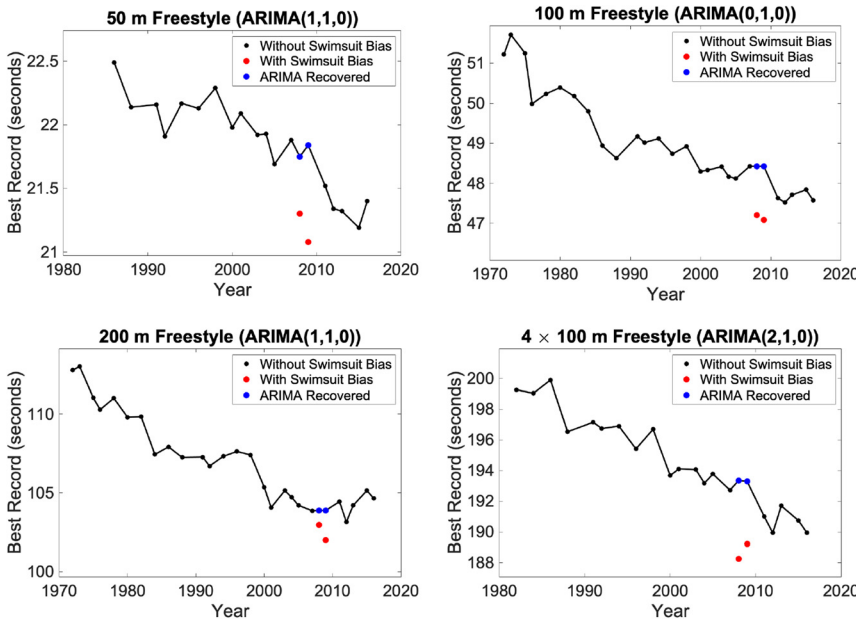 50 m Freestyle (ARIMA(1,1,0))
Best Record (seconds)
22.5
22
21.5
21
Without Swimsuit Bias
With Swimsuit Bias
ARIMA Recovered
1980 1990 2000 2010 2020
Year
100 m Freestyle (ARIMA(0,1,0))
Best Record (seconds)
51
50
49
48
47
Without Swimsuit Bias
With Swimsuit Bias
ARIMA Recovered
1970 1980 1990 2000 2010 2020
Year
200 m Freestyle (ARIMA(1,1,0))
Best Record (seconds)
110
105
100
Without Swimsuit Bias
With Swimsuit Bias
ARIMA Recovered
1970 1980 1990 2000 2010 2020
Year
4 × 100 m Freestyle (ARIMA(2,1,0))
Best Record (seconds)
200
198
196
194
192
190
188
Without Swimsuit Bias
With Swimsuit Bias
ARIMA Recovered
1980 1990 2000 2010 2020
Year